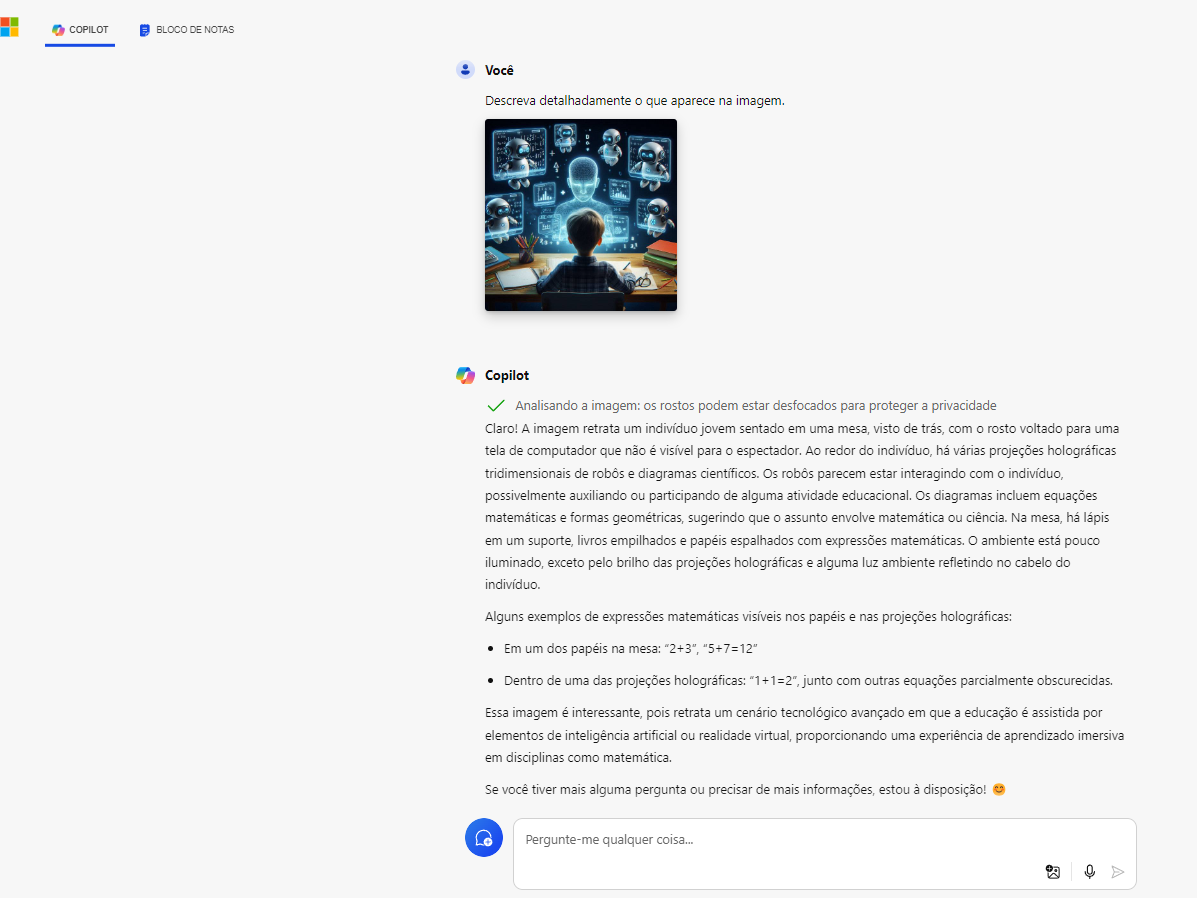 COPILOT
BLOCO DE NOTAS
Você
Descreva detalhadamente o que aparece na imagem.
Copilot
Analisando a imagem: os rostos podem estar desfocados para proteger a privacidade
Claro! A imagem retrata um indivíduo jovem sentado em uma mesa, visto de trás, com o rosto voltado para uma
tela de computador que não é visível para o espectador. Ao redor do indivíduo, há várias projeções holográficas
tridimensionais de robôs e diagramas científicos. Os robôs parecem estar interagindo com o indivíduo,
possivelmente auxiliando ou participando de alguma atividade educacional. Os diagramas incluem equações
matemáticas e formas geométricas, sugerindo que o assunto envolve matemática ou ciência. Na mesa, há lápis
em um suporte, livros empilhados e papéis espalhados com expressões matemáticas. O ambiente está pouco
iluminado, exceto pelo brilho das projeções holográficas e alguma luz ambiente refletindo no cabelo do
indivíduo.
Alguns exemplos de expressões matemáticas visíveis nos papéis e nas projeções holográficas:
• Em um dos papéis na mesa: “2+3”, “5+7=12”
• Dentro de uma das projeções holográficas: “1+1=2”, junto com outras equações parcialmente obscurecidas.
Essa imagem é interessante, pois retrata um cenário tecnológico avançado em que a educação é assistida por
elementos de inteligência artificial ou realidade virtual, proporcionando uma experiência de aprendizado imersiva
em disciplinas como matemática.
Se você tiver mais alguma pergunta ou precisar de mais informações, estou à disposição! 😊
Pergunte-me qualquer coisa...